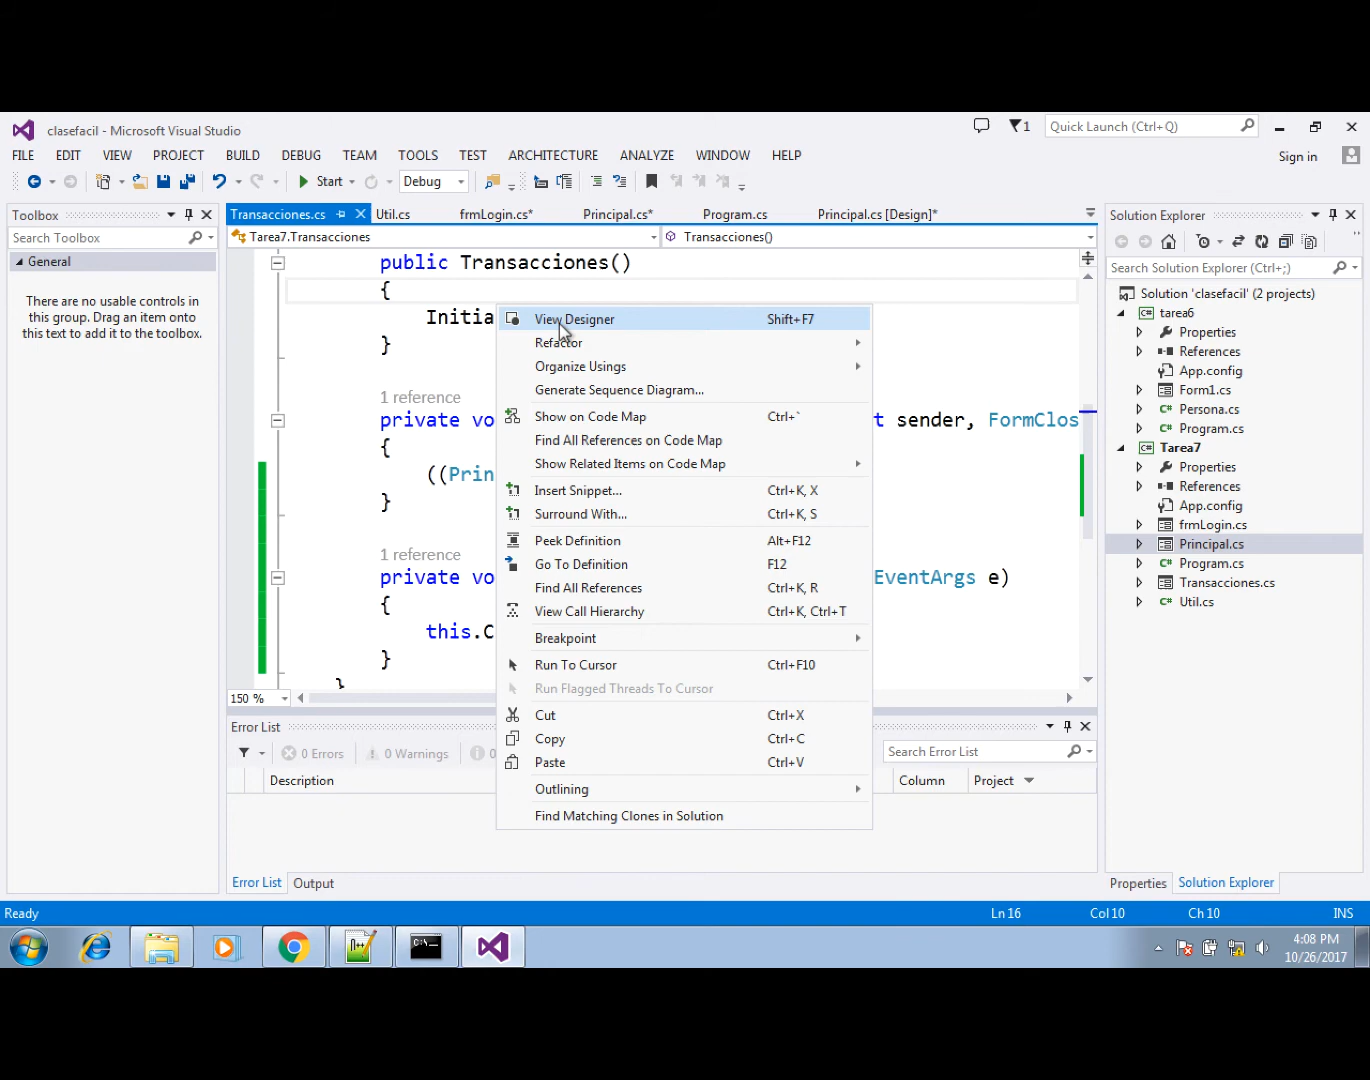 clasefacil - Microsoft Visual Studio
1
Quick Launch (Ctrl+Q)
FILE EDIT VIEW PROJECT BUILD DEBUG TEAM TOOLS TEST ARCHITECTURE ANALYZE WINDOW HELP
Sign in
Start
Debug
Toolbox
Search Toolbox
General
There are no usable controls in
this group. Drag an item onto
this text to add it to the toolbox.
Transacciones.cs
Util.cs
frmLogin.cs*
Principal.cs*
Program.cs
Principal.cs [Design]*
Tarea7.Transacciones
Transacciones()
public Transacciones()
{
Initia
}
1 reference
private vo
t sender, FormClos
{
((Prin
}
1 reference
private vo
EventArgs e)
{
this.C
}
}
View Designer Shift+F7
Refactor
Organize Usings
Generate Sequence Diagram...
Show on Code Map Ctrl+`
Find All References on Code Map
Show Related Items on Code Map
Insert Snippet... Ctrl+K, X
Surround With... Ctrl+K, S
Peek Definition Alt+F12
Go To Definition F12
Find All References Ctrl+K, R
View Call Hierarchy Ctrl+K, Ctrl+T
Breakpoint
Run To Cursor Ctrl+F10
Run Flagged Threads To Cursor
Cut Ctrl+X
Copy Ctrl+C
Paste Ctrl+V
Outlining
Find Matching Clones in Solution
150 %
Error List
0 Errors
0 Warnings
0
Search Error List
Description
Column
Project
Error List
Output
Solution Explorer
Search Solution Explorer (Ctrl+;)
Solution 'clasefacil' (2 projects)
tarea6
Properties
References
App.config
Form1.cs
Persona.cs
Program.cs
Tarea7
Properties
References
App.config
frmLogin.cs
Principal.cs
Program.cs
Transacciones.cs
Util.cs
Properties
Solution Explorer
Ready
Ln 16
Col 10
Ch 10
INS
4:08 PM
10/26/2017